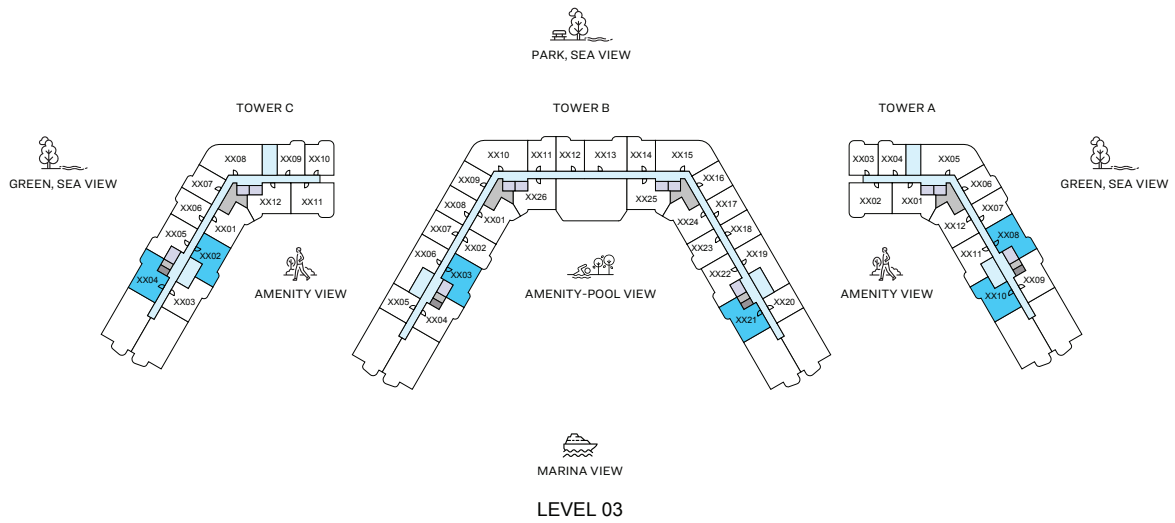 PARK, SEA VIEW
TOWER C
TOWER B
TOWER A
GREEN, SEA VIEW
GREEN, SEA VIEW
XX08
XX09
XX10
XX07
XX06
XX05
XX04
XX12
XX11
XX01
XX02
XX03
AMENITY VIEW
XX10
XX11
XX12
XX13
XX14
XX15
XX09
XX08
XX07
XX06
XX05
XX26
XX01
XX02
XX03
XX04
XX25
XX24
XX23
XX22
XX21
XX16
XX17
XX18
XX19
XX20
AMENITY-POOL VIEW
XX03
XX04
XX05
XX02
XX01
XX06
XX07
XX08
XX09
XX12
XX11
XX10
AMENITY VIEW
MARINA VIEW
LEVEL 03